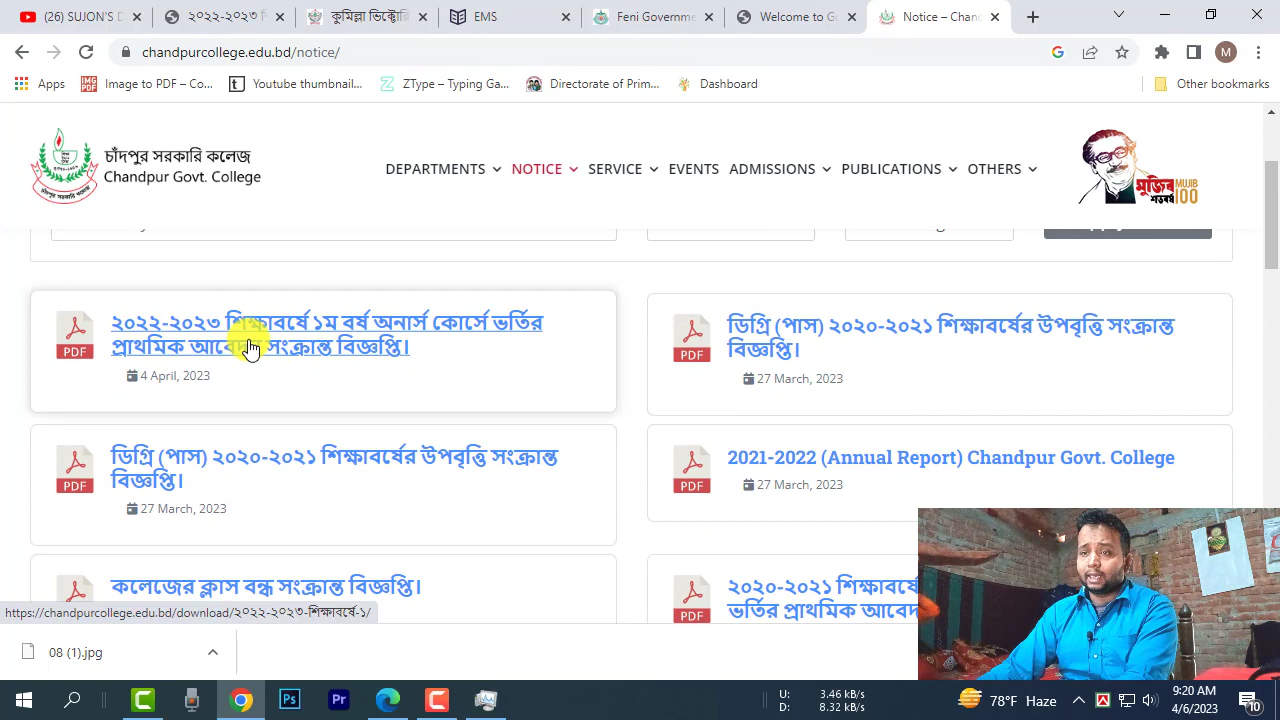 (26) SUJON'S D
২০২২-২০২৩ f
কুমিল্লা ভিক্টোরি
EMS
Feni Governme
Welcome to Go
Notice – Chand
chandpurcollege.edu.bd/notice/
M
Apps
Image to PDF – Co...
Youtube thumbnail...
ZType – Typing Ga...
Directorate of Prim...
Dashboard
Other bookmarks
চাঁদপুর সরকারি কলেজ
Chandpur Govt. College
DEPARTMENTS
NOTICE
SERVICE
EVENTS
ADMISSIONS
PUBLICATIONS
OTHERS
মুজিব
শতবর্ষ
MUJIB
100
PDF
২০২২-২০২৩ শিক্ষাবর্ষে ১ম বর্ষ অনার্স কোর্সে ভর্তির
প্রাথমিক আবেদন সংক্রান্ত বিজ্ঞপ্তি।
4 April, 2023
PDF
ডিগ্রি (পাস) ২০২০-২০২১ শিক্ষাবর্ষের উপবৃত্তি সংক্রান্ত
বিজ্ঞপ্তি।
27 March, 2023
PDF
ডিগ্রি (পাস) ২০২০-২০২১ শিক্ষাবর্ষের উপবৃত্তি সংক্রান্ত
বিজ্ঞপ্তি।
27 March, 2023
PDF
2021-2022 (Annual Report) Chandpur Govt. College
27 March, 2023
কলেজের ক্লাস বন্ধ সংক্রান্ত বিজ্ঞপ্তি।
PDF
২০২০-২০২১ শিক্ষাবর্ষে
ভর্তির প্রাথমিক আবেদ
https://chandpurcollege.edu.bd/download/২০২২-২০২৩-শিক্ষাবর্ষে-১/
08 (1).jpg
Ps
Pr
U: 3.46 kB/s
D: 8.32 kB/s
78°F Haze
9:20 AM
4/6/2023
10